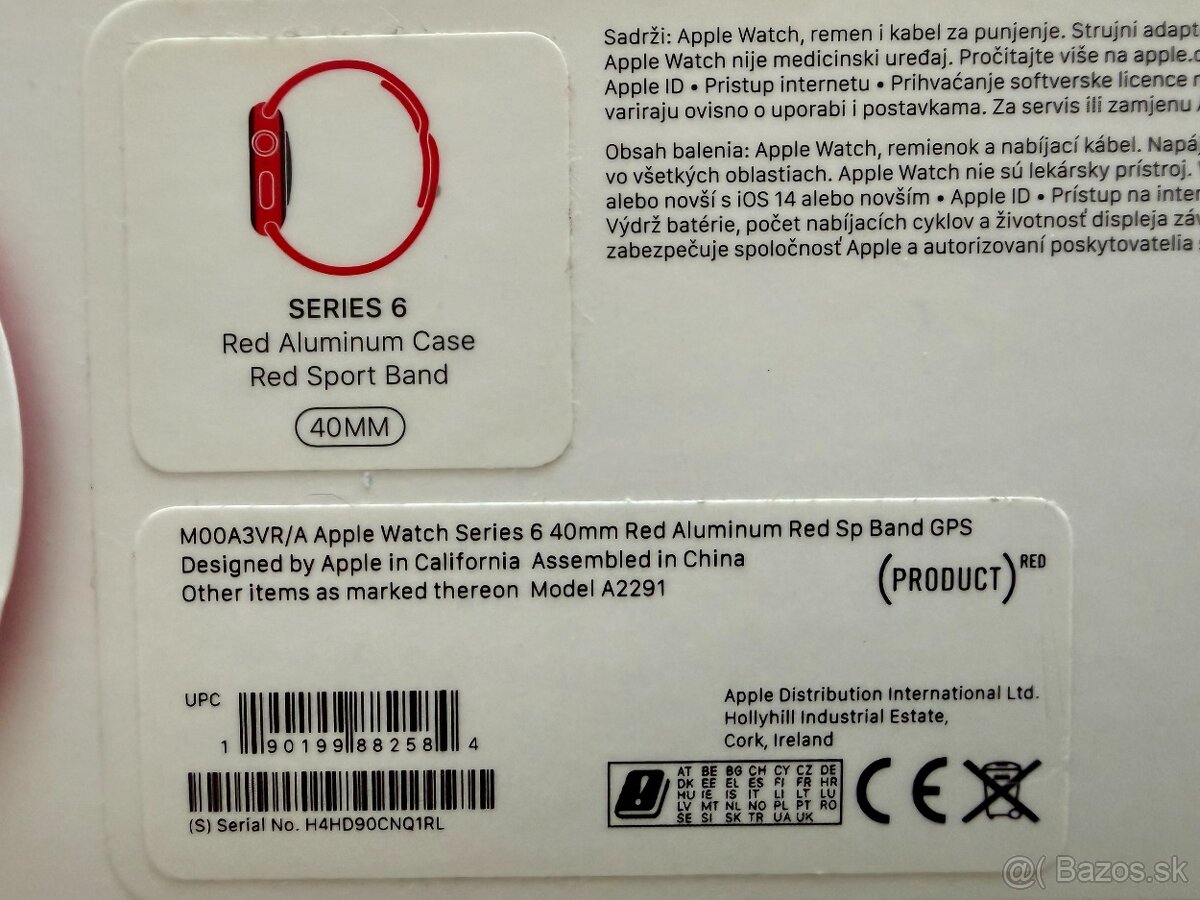 SERIES 6
Red Aluminum Case
Red Sport Band
40MM
Sadrži: Apple Watch, remen i kabel za punjenje. Strujni adapt
Apple Watch nije medicinski uređaj. Pročitajte više na apple.c
Apple ID • Pristup internetu • Prihvaćanje softverske licence
variraju ovisno o uporabi i postavkama. Za servis ili zamjenu
Obsah balenia: Apple Watch, remienok a nabíjací kábel. Napáj
vo všetkých oblastiach. Apple Watch nie sú lekársky prístroj.
alebo novší s iOS 14 alebo novším • Apple ID • Prístup na inter
Výdrž batérie, počet nabíjacích cyklov a životnosť displeja záv
zabezpečuje spoločnosť Apple a autorizovaní poskytovatelia
M00A3VR/A Apple Watch Series 6 40mm Red Aluminum Red Sp Band GPS
Designed by Apple in California Assembled in China
Other items as marked thereon Model A2291
(PRODUCT)RED
UPC
1 90199 88258 4
(S) Serial No. H4HD90CNQ1RL
Apple Distribution International Ltd.
Hollyhill Industrial Estate,
Cork, Ireland
AT BE BG CH CY CZ DE
DK EE EL ES FI FR HR
HU IE IS IT LI LT LU
LV MT NL NO PL PT RO
SE SI SK TR UA UK
CE
@( Bazos.sk